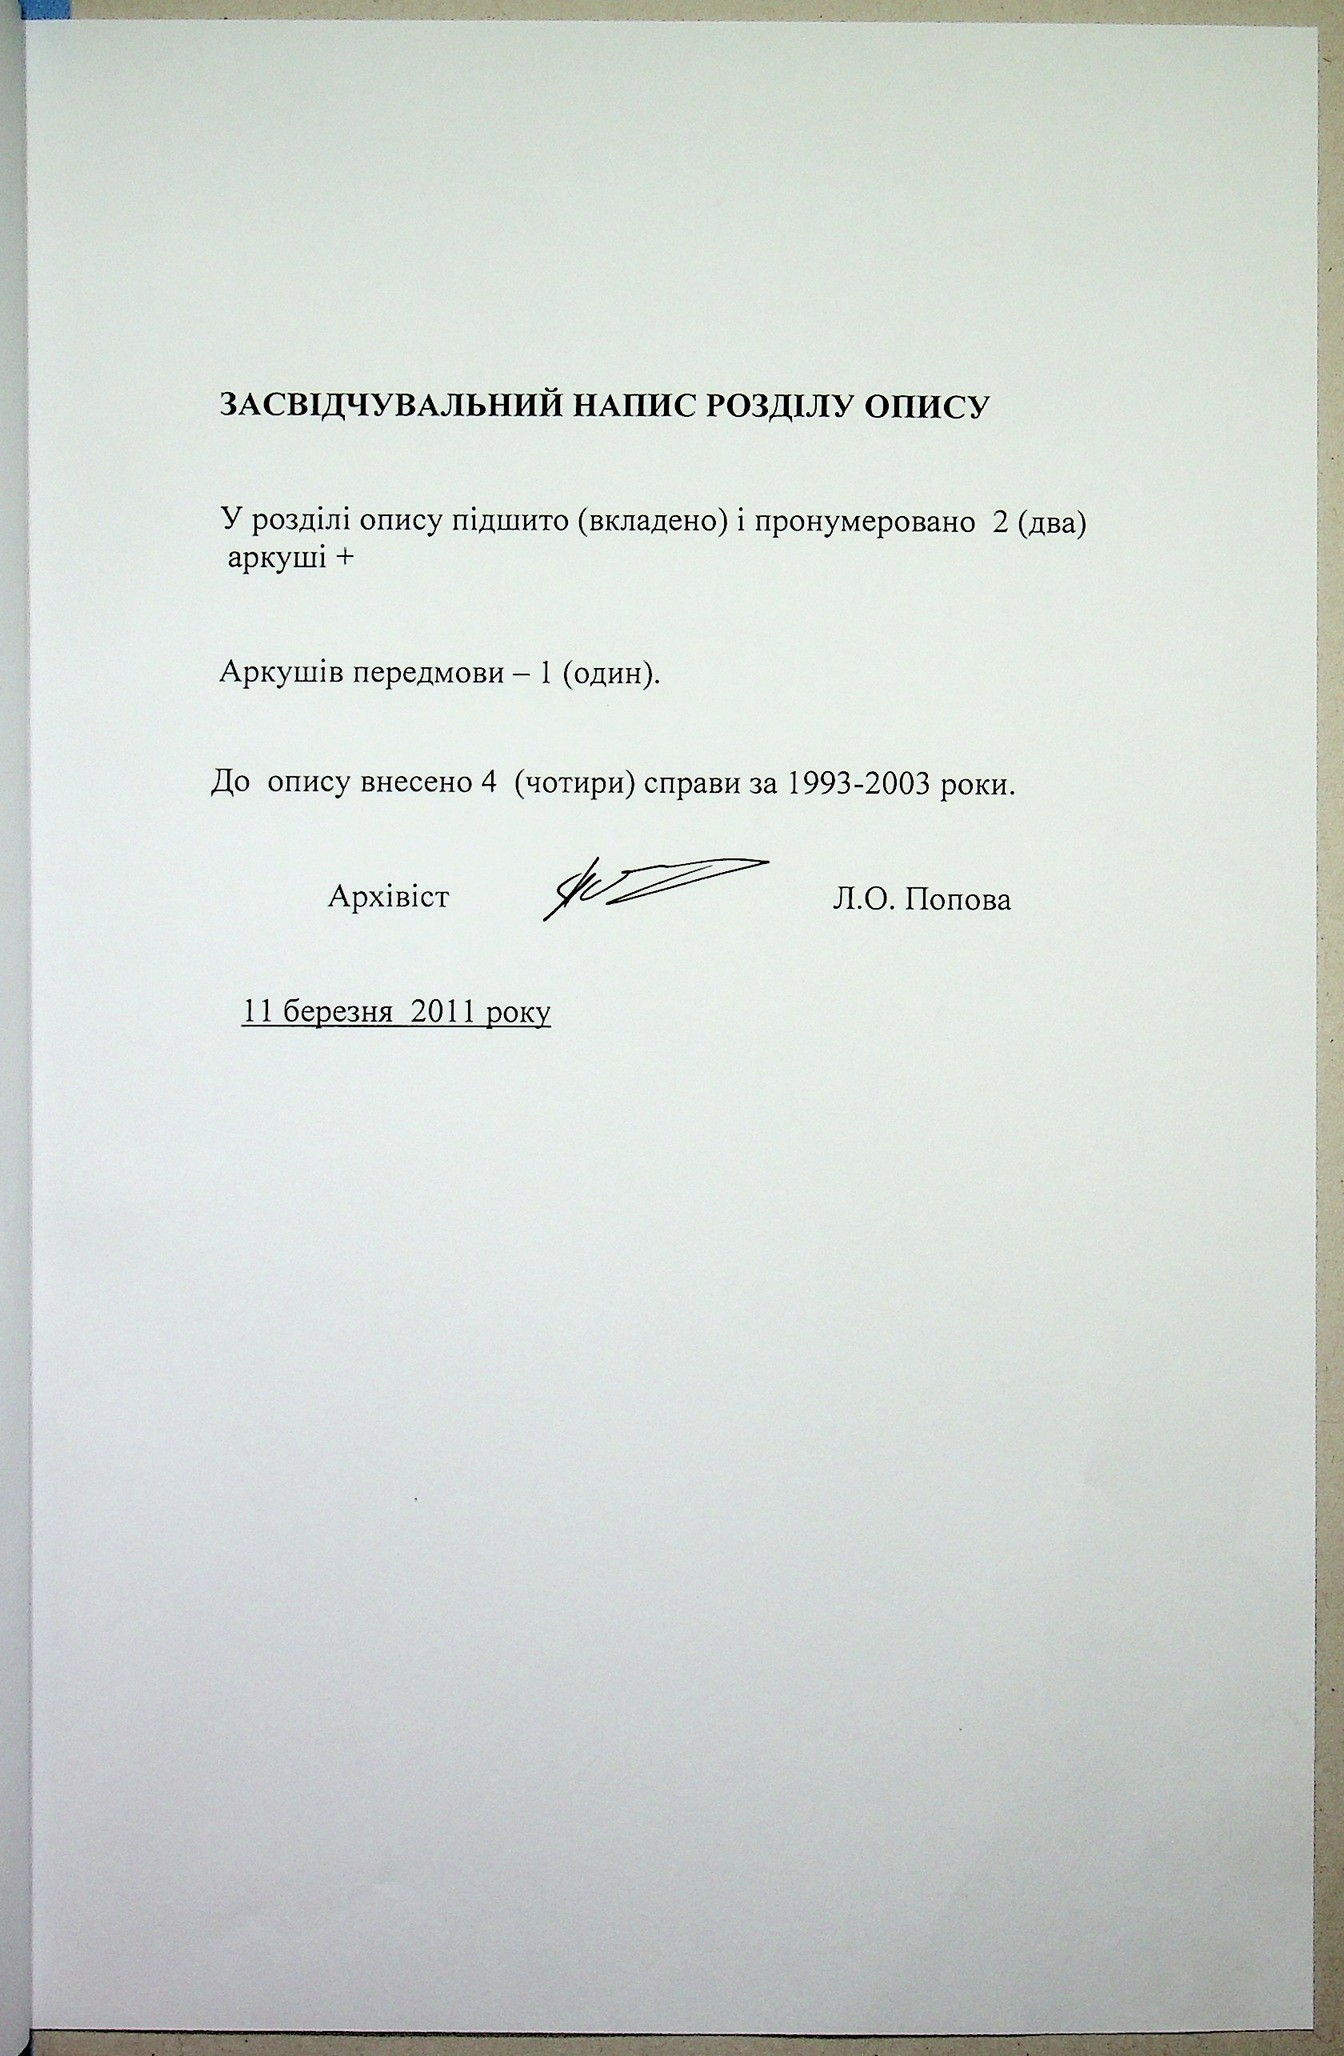 ЗАСВІДЧУВАЛЬНИЙ НАПИС РОЗДІЛУ ОПИСУ
У розділі опису підшито (вкладено) і пронумеровано 2 (два)
аркуші +
Аркушів передмови – 1 (один).
До опису внесено 4 (чотири) справи за 1993-2003 роки.
Архівіст Л.О. Попова
11 березня 2011 року